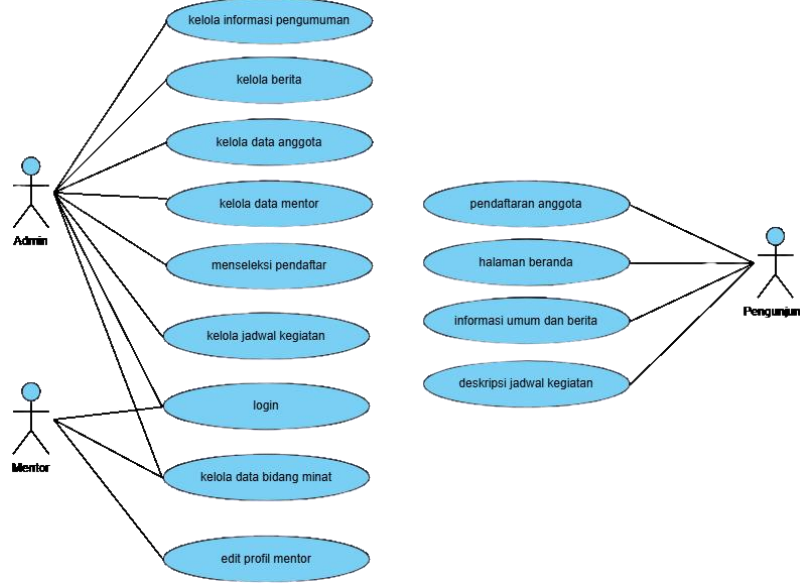 kelola informasi pengumuman
kelola berita
kelola data anggota
kelola data mentor
menseleksi pendaftar
kelola jadwal kegiatan
login
kelola data bidang minat
edit profil mentor
Admin
Mentor
pendaftaran anggota
halaman beranda
informasi umum dan berita
deskripsi jadwal kegiatan
Pengunjun